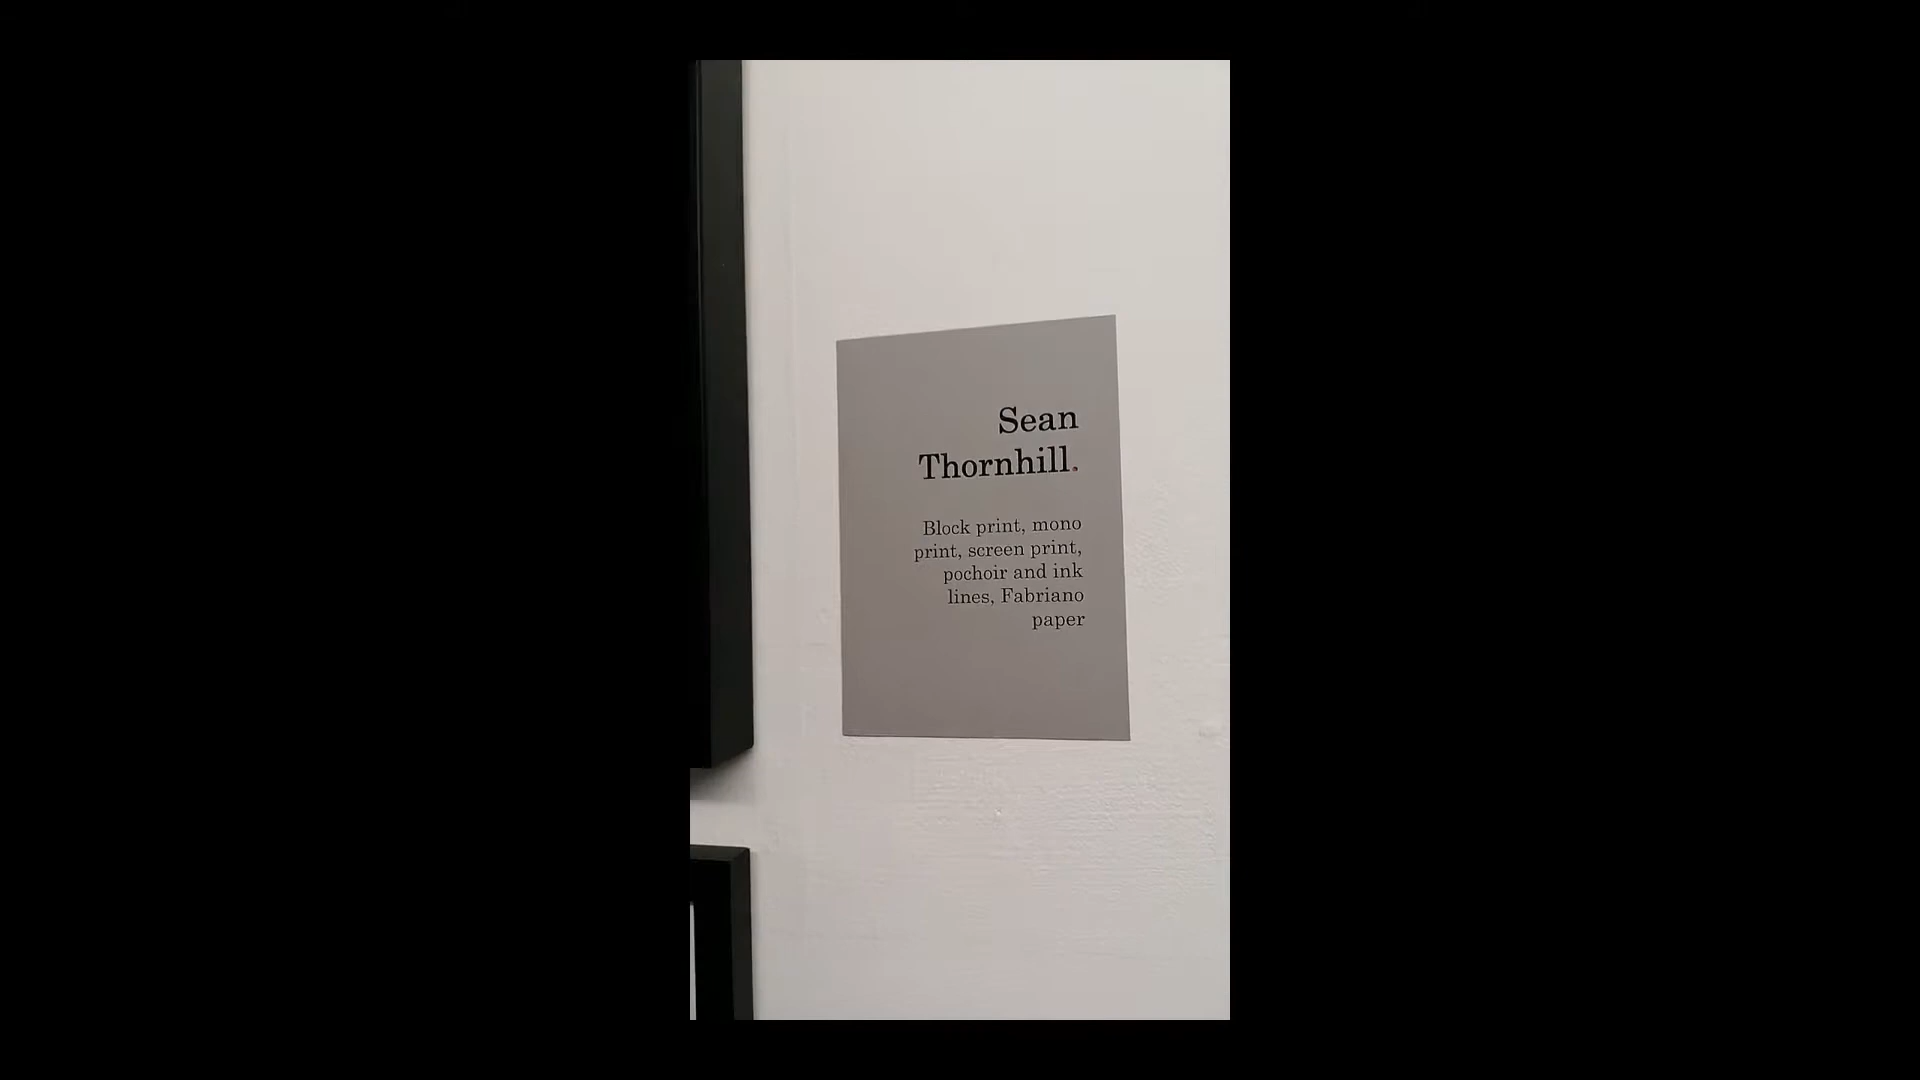 Sean
Thornhill.
Block print, mono
print, screen print,
pochoir and ink
lines, Fabriano
paper